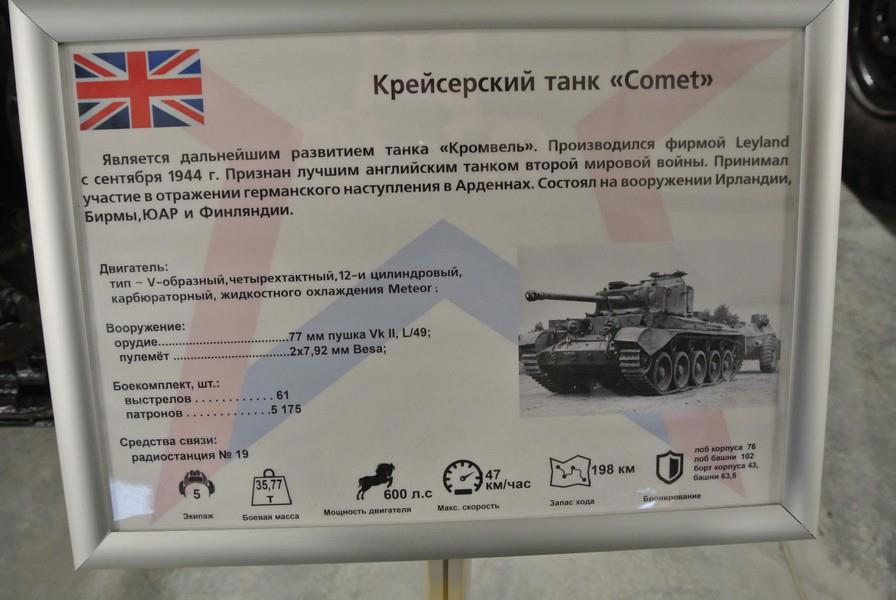 Крейсерский танк «Comet»
Является дальнейшим развитием танка «Кромвель». Производился фирмой Leyland
с сентября 1944 г. Признан лучшим английским танком второй мировой войны. Принимал
участие в отражении германского наступления в Арденнах. Состоял на вооружении Ирландии,
Бирмы,ЮАР и Финляндии.
Двигатель:
тип – V-образный,четырехтактный,12-и цилиндровый,
карбюраторный, жидкостного охлаждения Meteor ;
Вооружение:
орудие.......................................77 мм пушка Vk II, L/49;
пулемёт ...................................2x7,92 мм Besa;
Боекомплект, шт.:
выстрелов . . . . . . . . . . . . 61
патронов . . . . . . . . . . . . .5 175
Средства связи:
радиостанция № 19
5
Экипаж
35,77
т
Боевая масса
600 л.с
Мощность двигателя
47
км/час
Макс. скорость
198 км
Запас хода
лоб корпуса 76
лоб башни 102
борт корпуса 43,
башни 63,5
Бронирование